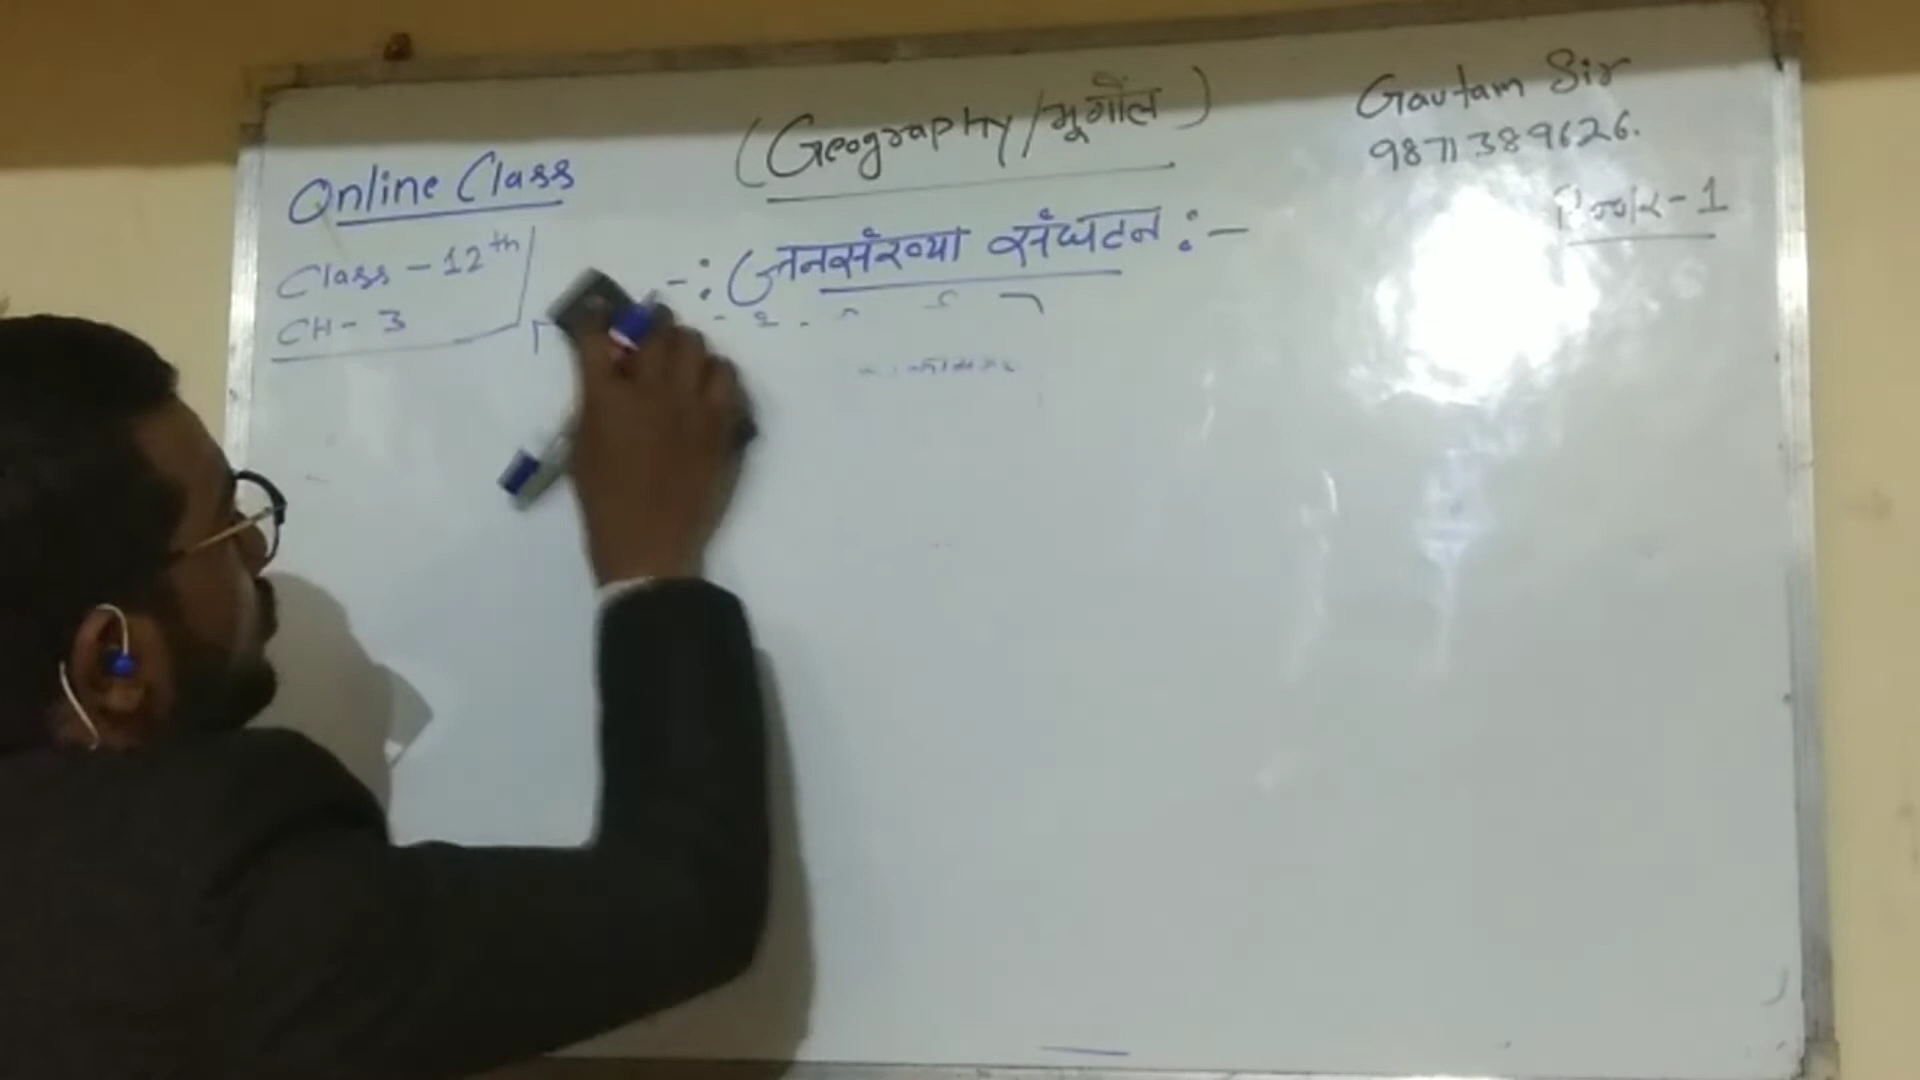 (Geography/भूगोल)
Gautam Sir
9871389626.
Online Class
Class - 12th
CH - 3
-: जनसंख्या संघटन :-
- 1